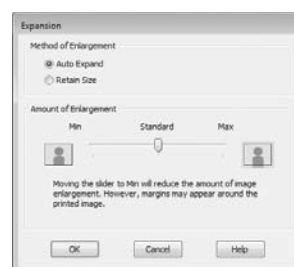 Expansion
Method of Enlargement
Auto Expand
Retain Size
Amount of Enlargement
Min Standard Max
Moving the slider to Min will reduce the amount of image
enlargement. However, margins may appear around the
printed image.
OK Cancel Help